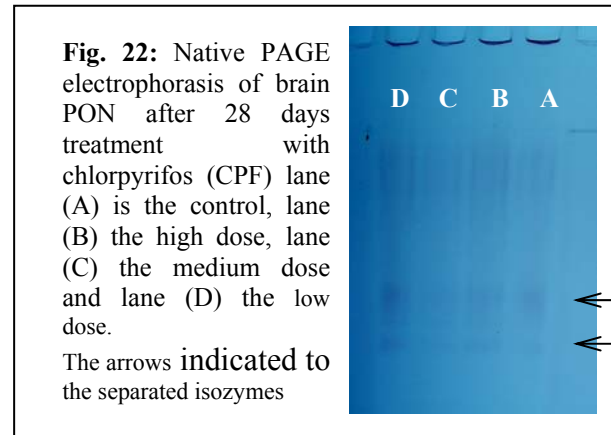 Fig. 22: Native PAGE
electrophorasis of brain
PON after 28 days
treatment with
chlorpyrifos (CPF) lane
(A) is the control, lane
(B) the high dose, lane
(C) the medium dose
and lane (D) the low
dose.
The arrows indicated to
the separated isozymes
D C B A